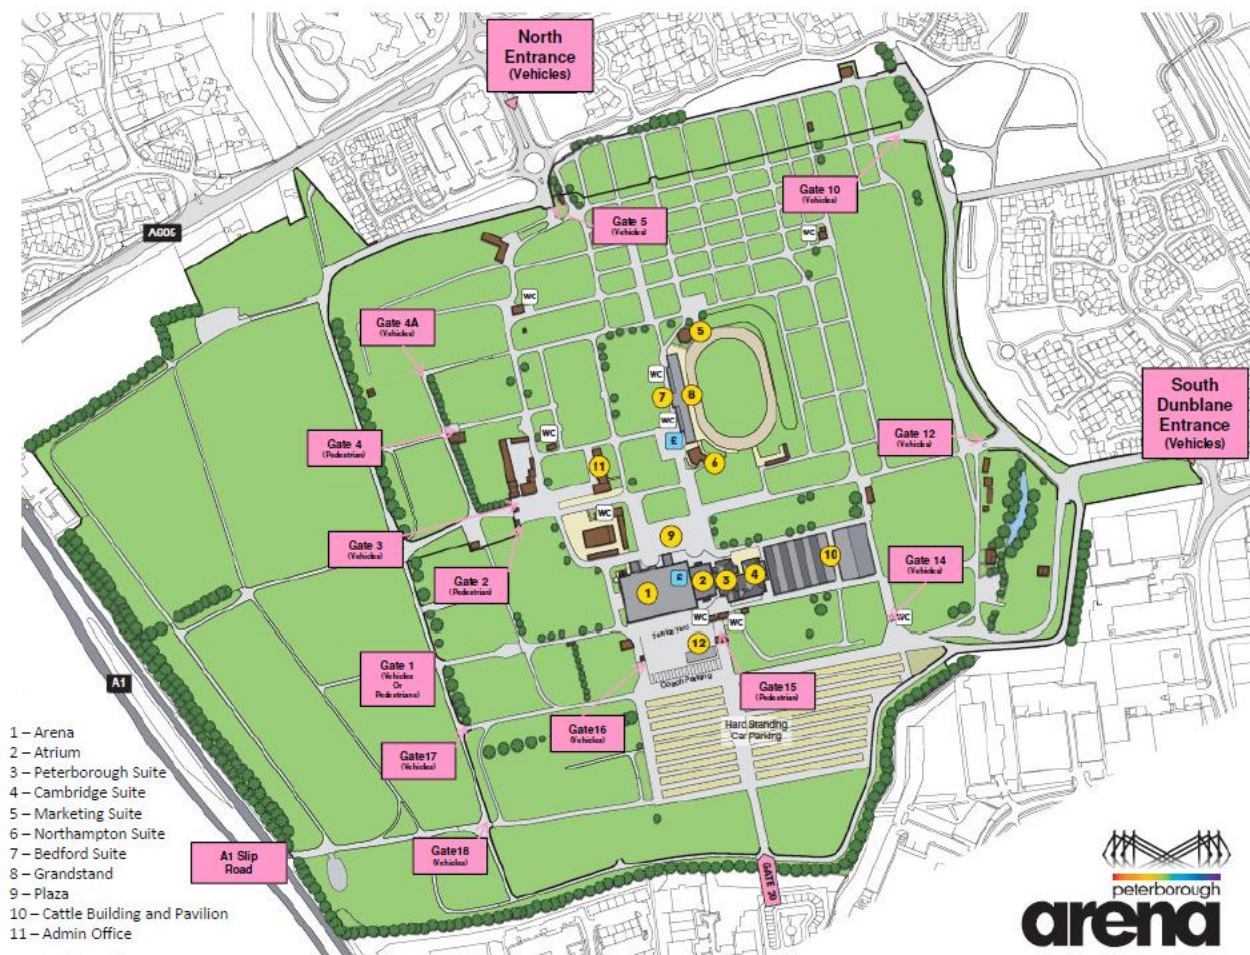 North
Entrance
(Vehicles)
Gate 10
(Vehicles)
Gate 5
(Vehicles)
A605
WC
WC
Gate 4A
(Vehicles)
5
WC
7
8
South
Dunblane
Entrance
(Vehicles)
WC
Gate 4
(Pedestrian)
WC
£
Gate 12
(Vehicles)
6
11
WC
Gate 3
(Vehicles)
9
10
Gate 2
(Pedestrian)
£
1
2
3
4
Gate 14
(Vehicles)
WC
WC
WC
12
Gate 1
(Vehicles
Or
Pedestrians)
Coach Parking
Gate15
(Pedestrian)
A1
Gate16
(Vehicles)
Hard Standing
Car Parking
Gate17
(Vehicles)
Gate18
(Vehicles)
A1 Slip
Road
GATE 20
1 – Arena
2 – Atrium
3 – Peterborough Suite
4 – Cambridge Suite
5 – Marketing Suite
6 – Northampton Suite
7 – Bedford Suite
8 – Grandstand
9 – Plaza
10 – Cattle Building and Pavilion
11 – Admin Office
peterborough
arena